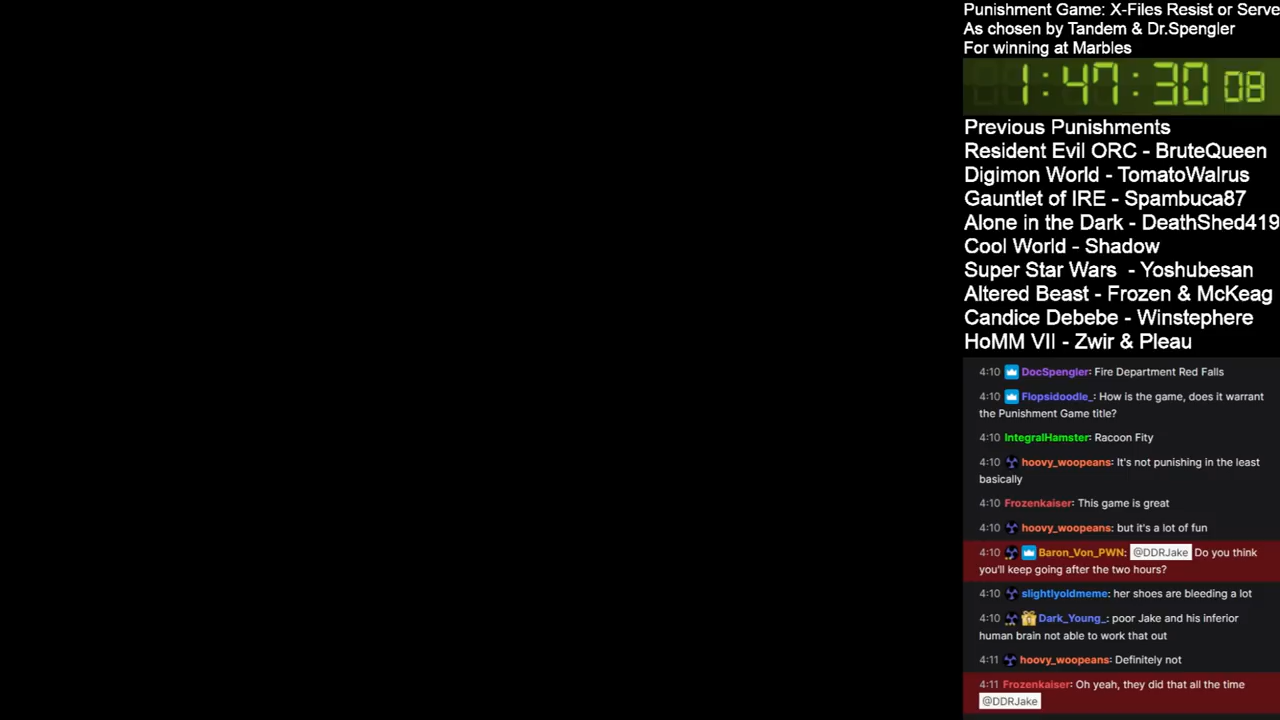 Punishment Game: X-Files Resist or Serve
As chosen by Tandem & Dr.Spengler
For winning at Marbles
1:47:30 08
Previous Punishments
Resident Evil ORC - BruteQueen
Digimon World - TomatoWalrus
Gauntlet of IRE - Spambuca87
Alone in the Dark - DeathShed419
Cool World - Shadow
Super Star Wars  - Yoshubesan
Altered Beast - Frozen & McKeag
Candice Debebe - Winstephere
HoMM VII - Zwir & Pleau
4:10 DocSpengler: Fire Department Red Falls
4:10 Flopsidoodle_: How is the game, does it warrant
the Punishment Game title?
4:10 IntegralHamster: Racoon Fity
4:10 hoovy_woopeans: It's not punishing in the least
basically
4:10 Frozenkaiser: This game is great
4:10 hoovy_woopeans: but it's a lot of fun
4:10 Baron_Von_PWN: @DDRJake Do you think
you'll keep going after the two hours?
4:10 slightlyoldmeme: her shoes are bleeding a lot
4:10 Dark_Young_: poor Jake and his inferior
human brain not able to work that out
4:11 hoovy_woopeans: Definitely not
4:11 Frozenkaiser: Oh yeah, they did that all the time
@DDRJake